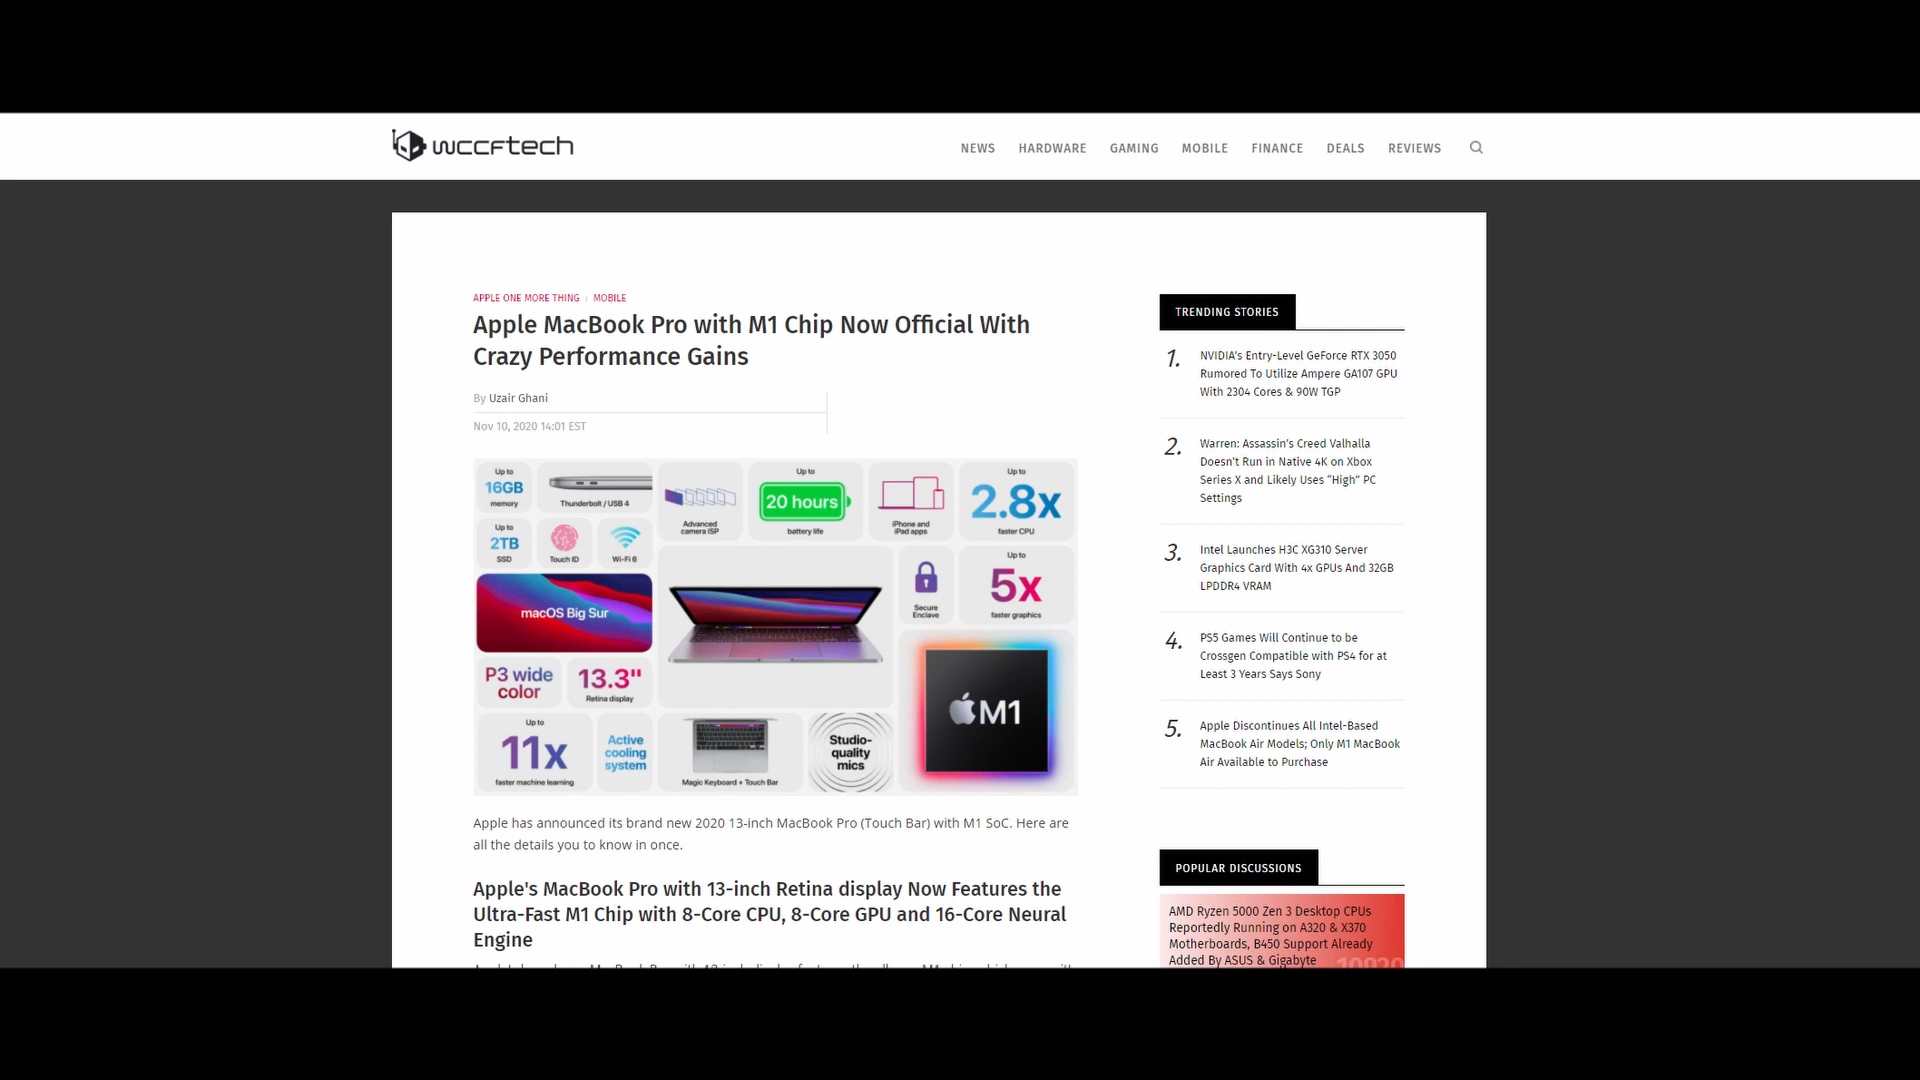 wccftech
NEWS HARDWARE GAMING MOBILE FINANCE DEALS REVIEWS
APPLE ONE MORE THING | MOBILE
Apple MacBook Pro with M1 Chip Now Official With
Crazy Performance Gains
By Uzair Ghani
Nov 10, 2020 14:01 EST
Up to
16GB
memory
Thunderbolt / USB 4
Advanced
camera ISP
Up to
20 hours
battery life
iPhone and
iPad apps
Up to
2.8x
faster CPU
Up to
2TB
SSD
Touch ID
Wi-Fi 6
macOS Big Sur
Secure
Enclave
Up to
5x
faster graphics
P3 wide
color
13.3"
Retina display
M1
Up to
11x
faster machine learning
Active
cooling
system
Magic Keyboard + Touch Bar
Studio-
quality
mics
Apple has announced its brand new 2020 13-inch MacBook Pro (Touch Bar) with M1 SoC. Here are
all the details you to know in once.
Apple's MacBook Pro with 13-inch Retina display Now Features the
Ultra-Fast M1 Chip with 8-Core CPU, 8-Core GPU and 16-Core Neural
Engine
TRENDING STORIES
1. NVIDIA's Entry-Level GeForce RTX 3050
Rumored To Utilize Ampere GA107 GPU
With 2304 Cores & 90W TGP
2. Warren: Assassin's Creed Valhalla
Doesn't Run in Native 4K on Xbox
Series X and Likely Uses "High" PC
Settings
3. Intel Launches H3C XG310 Server
Graphics Card With 4x GPUs And 32GB
LPDDR4 VRAM
4. PS5 Games Will Continue to be
Crossgen Compatible with PS4 for at
Least 3 Years Says Sony
5. Apple Discontinues All Intel-Based
MacBook Air Models; Only M1 MacBook
Air Available to Purchase
POPULAR DISCUSSIONS
AMD Ryzen 5000 Zen 3 Desktop CPUs
Reportedly Running on A320 & X370
Motherboards, B450 Support Already
Added By ASUS & Gigabyte